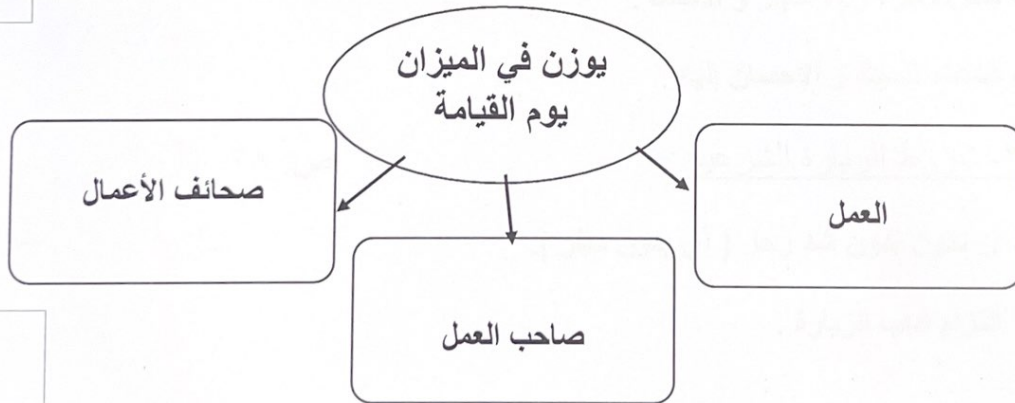 يوزن في الميزان
يوم القيامة
العمل
صاحب العمل
صحائف الأعمال